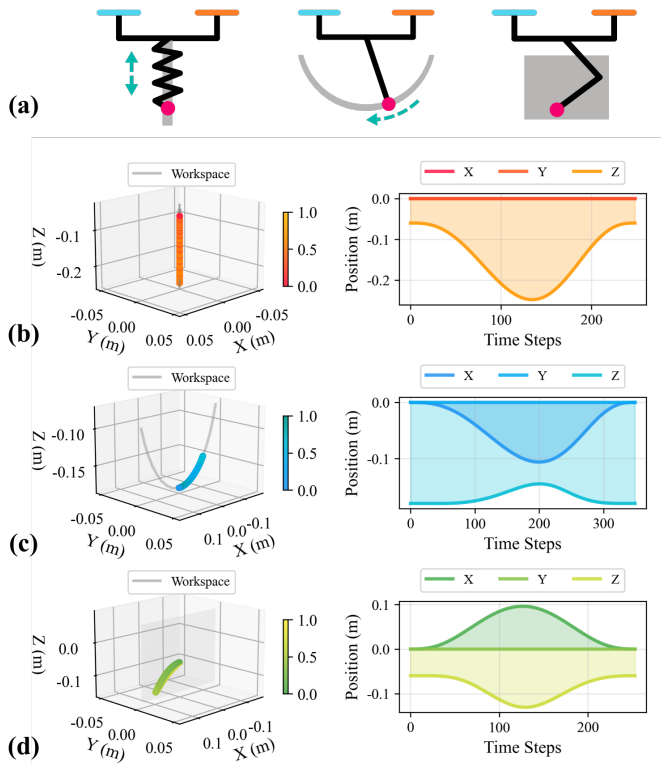 (a)
Workspace
Z (m)
-0.1
-0.2
-0.05
0.00
0.05
Y (m)
-0.05
0.00
0.05
X (m)
1.0
0.5
0.0
X Y Z
Position (m)
0.0
-0.1
-0.2
0 200
Time Steps
(b)
Workspace
Z (m)
-0.10
-0.15
-0.05
0.00
0.05
Y (m)
-0.1
0.0
0.1
X (m)
1.0
0.5
0.0
X Y Z
Position (m)
0.0
-0.1
0 100 200 300
Time Steps
(c)
Workspace
Z (m)
0.0
-0.1
-0.05
0.00
0.05
Y (m)
-0.1
0.0
0.1
X (m)
1.0
0.5
0.0
X Y Z
Position (m)
0.1
0.0
-0.1
0 200
Time Steps
(d)